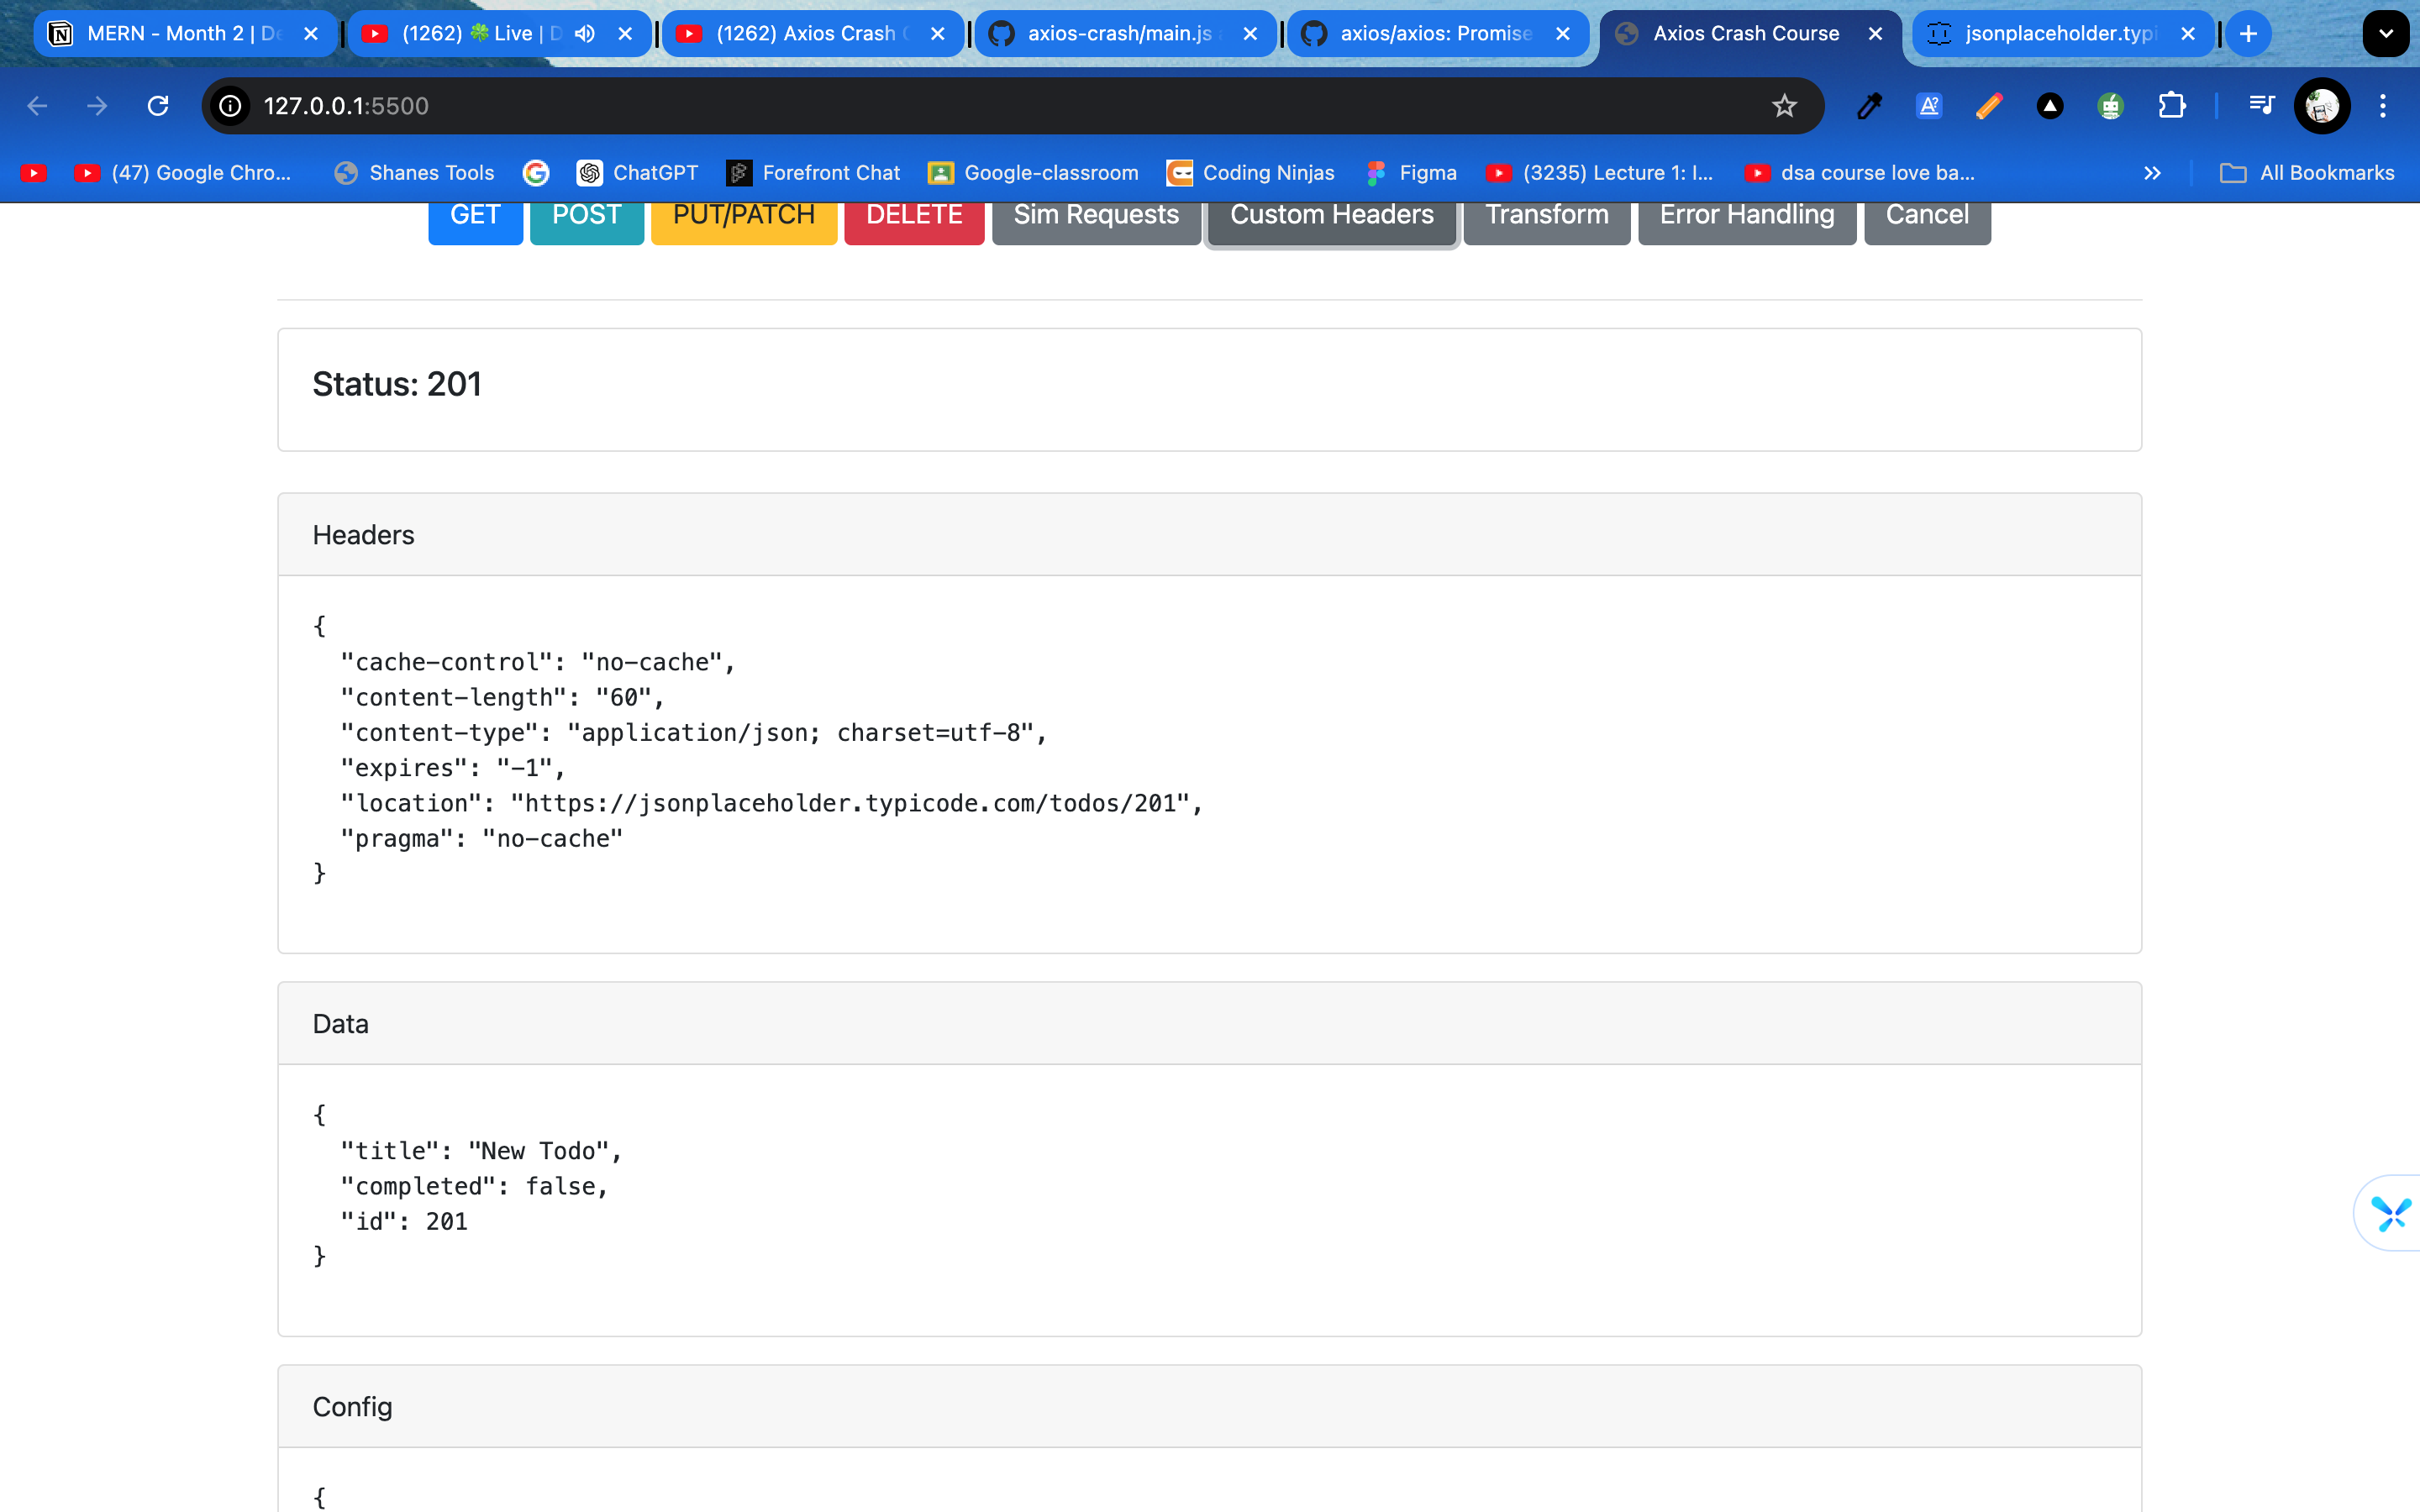 MERN - Month 2 | De
(1262) 🍀Live | D
(1262) Axios Crash C
axios-crash/main.js
axios/axios: Promise
Axios Crash Course
jsonplaceholder.typi
127.0.0.1:5500
(47) Google Chro...
Shanes Tools
ChatGPT
Forefront Chat
Google-classroom
Coding Ninjas
Figma
(3235) Lecture 1: I...
dsa course love ba...
All Bookmarks
GET
POST
PUT/PATCH
DELETE
Sim Requests
Custom Headers
Transform
Error Handling
Cancel
Status: 201
Headers
{
"cache-control": "no-cache",
"content-length": "60",
"content-type": "application/json; charset=utf-8",
"expires": "-1",
"location": "https://jsonplaceholder.typicode.com/todos/201",
"pragma": "no-cache"
}
Data
{
"title": "New Todo",
"completed": false,
"id": 201
}
Config
{